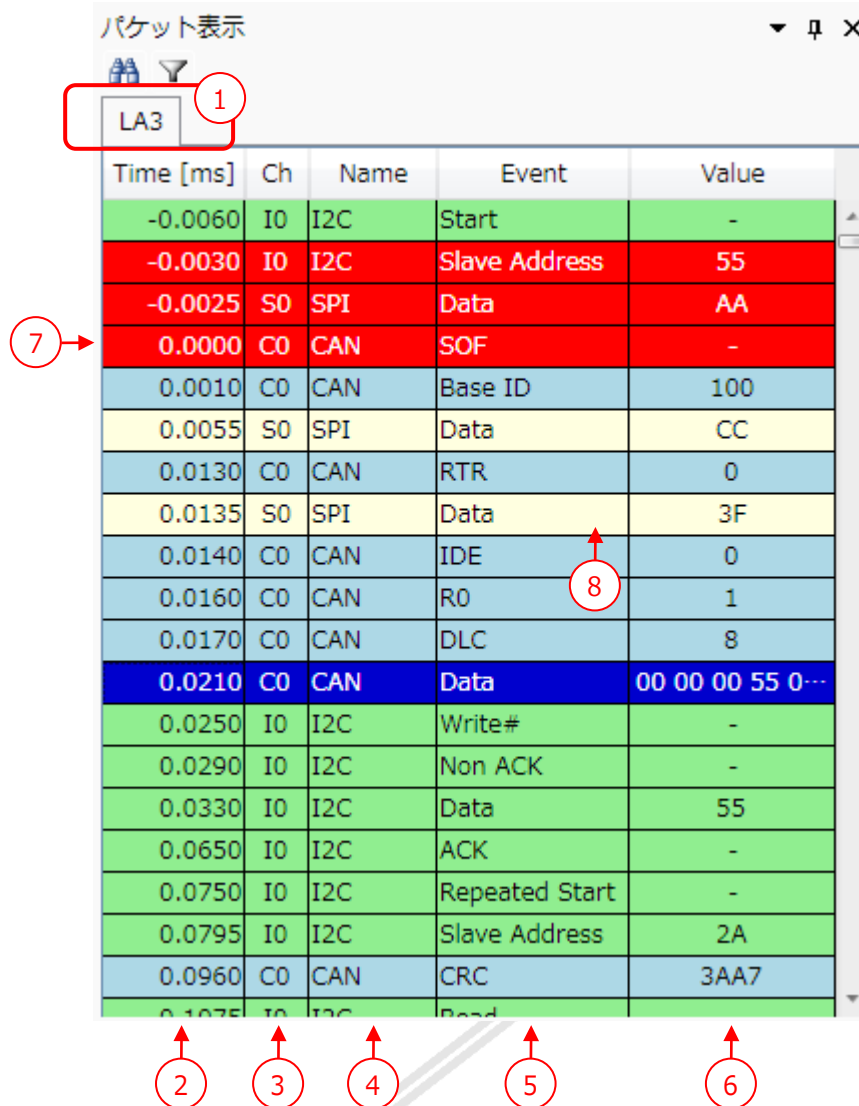 パケット表示
1
LA3
Time [ms] Ch Name Event Value
-0.0060 I0 I2C Start -
-0.0030 I0 I2C Slave Address 55
-0.0025 S0 SPI Data AA
7 0.0000 C0 CAN SOF -
0.0010 C0 CAN Base ID 100
0.0055 S0 SPI Data CC
0.0130 C0 CAN RTR 0
0.0135 S0 SPI Data 3F
0.0140 C0 CAN IDE 0
8
0.0160 C0 CAN R0 1
0.0170 C0 CAN DLC 8
0.0210 C0 CAN Data 00 00 00 55 0…
0.0250 I0 I2C Write# -
0.0290 I0 I2C Non ACK -
0.0330 I0 I2C Data 55
0.0650 I0 I2C ACK -
0.0750 I0 I2C Repeated Start -
0.0795 I0 I2C Slave Address 2A
0.0960 C0 CAN CRC 3AA7
0.1075 I0 I2C Read
2 3 4 5 6